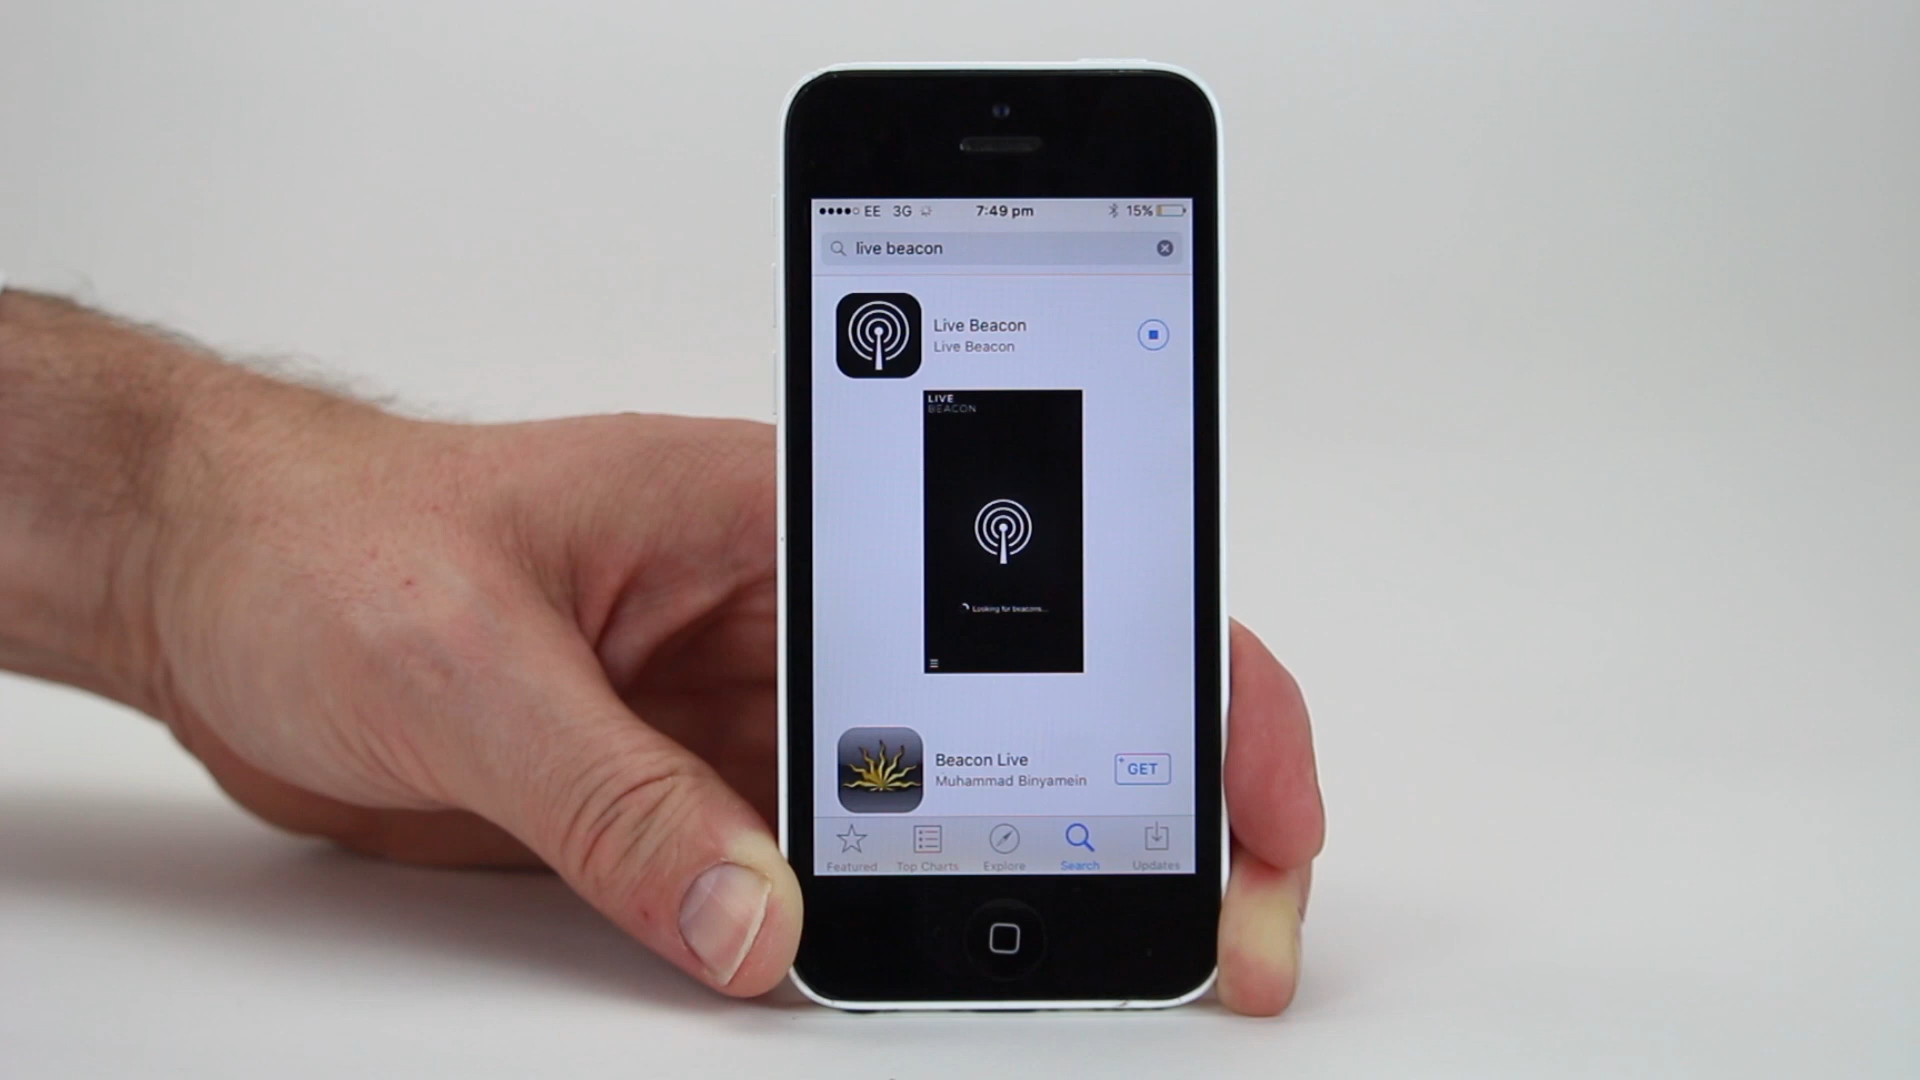 EE 3G 7:49 pm 15%
live beacon
Live Beacon
Live Beacon
LIVE
BEACON
Looking for beacons...
Beacon Live
Muhammad Binyamein
+ GET
Featured Top Charts Explore Search Updates